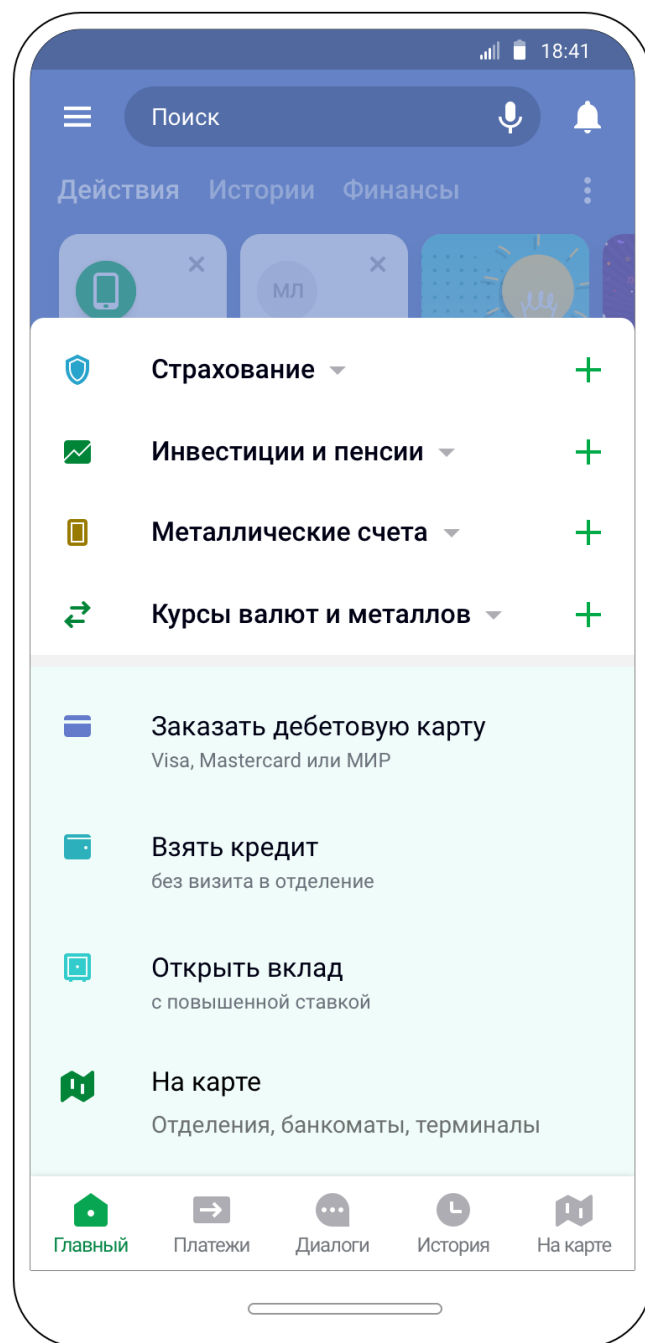 18:41
Поиск
Действия Истории Финансы
МЛ
Страхование
Инвестиции и пенсии
Металлические счета
Курсы валют и металлов
Заказать дебетовую карту
Visa, Mastercard или МИР
Взять кредит
без визита в отделение
Открыть вклад
с повышенной ставкой
На карте
Отделения, банкоматы, терминалы
Главный Платежи Диалоги История На карте